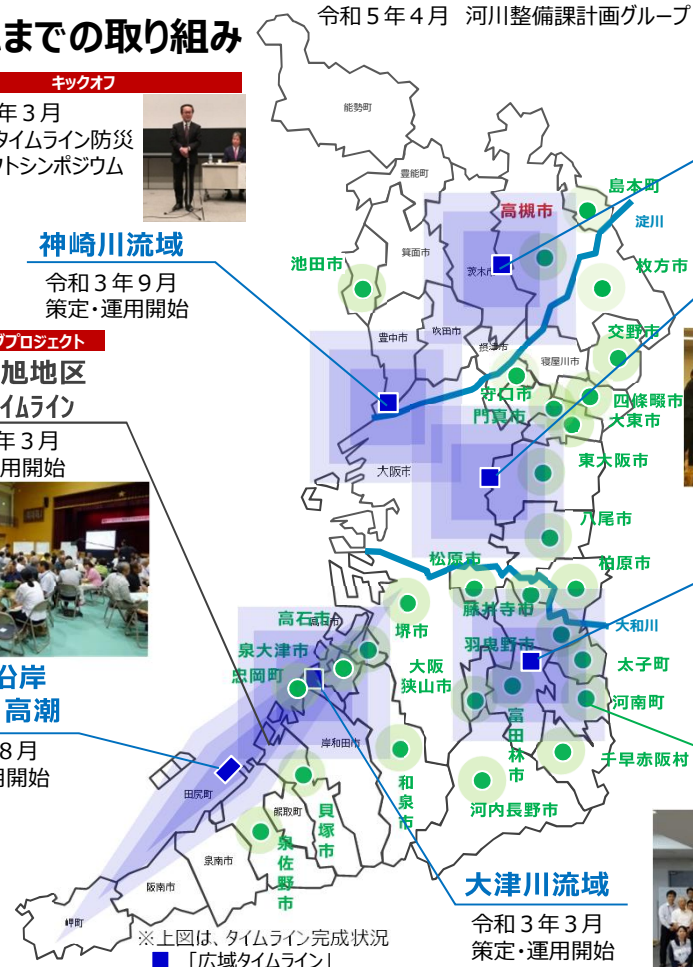 令和５年４月 河川整備課計画グループ
までの取り組み
キックオフ
年３月
タイムライン防災
クトシンポジウム
神崎川流域
令和３年９月
策定・運用開始
プロジェクト
旭地区
イムライン
年３月
用開始
沿岸
高潮
８月
用開始
大津川流域
令和３年３月
策定・運用開始
能勢町
豊能町
島本町
高槻市
淀川
箕面市
茨木市
池田市
枚方市
豊中市
吹田市
摂津市
交野市
寝屋川市
守口市
四條畷市
門真市
大東市
大阪市
東大阪市
八尾市
松原市
柏原市
藤井寺市
大和川
高石市
堺市
羽曳野市
泉大津市
太子町
忠岡町
大阪
狭山市
河南町
富田林市
岸和田市
千早赤阪村
和泉市
田尻町
河内長野市
熊取町
貝塚市
泉佐野市
泉南市
阪南市
岬町
※上図は、タイムライン完成状況
「広域タイムライン」